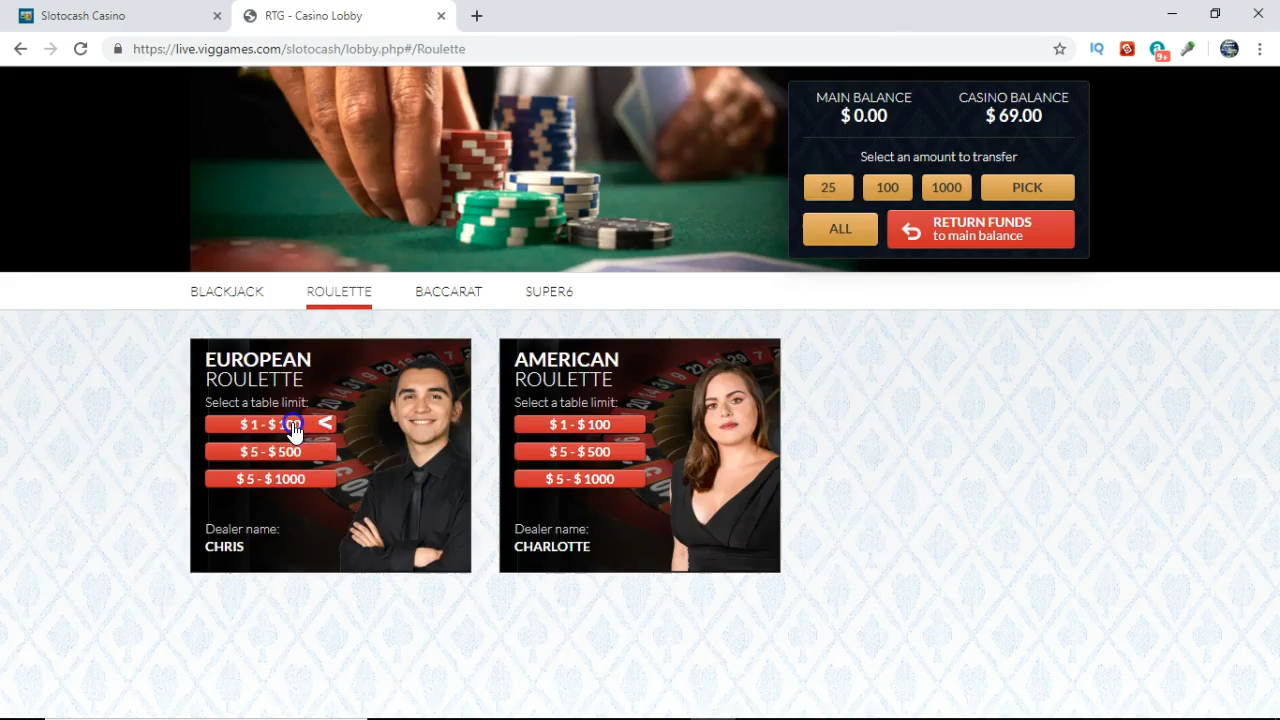 Slotocash Casino
RTG - Casino Lobby
https://live.viggames.com/slotocash/lobby.php#/Roulette
IQ
9+
MAIN BALANCE
$ 0.00
CASINO BALANCE
$ 69.00
Select an amount to transfer
25
100
1000
PICK
ALL
RETURN FUNDS
to main balance
BLACKJACK
ROULETTE
BACCARAT
SUPER6
EUROPEAN
ROULETTE
Select a table limit:
$ 1 - $
$ 5 - $ 500
$ 5 - $ 1000
Dealer name:
CHRIS
AMERICAN
ROULETTE
Select a table limit:
$ 1 - $ 100
$ 5 - $ 500
$ 5 - $ 1000
Dealer name:
CHARLOTTE